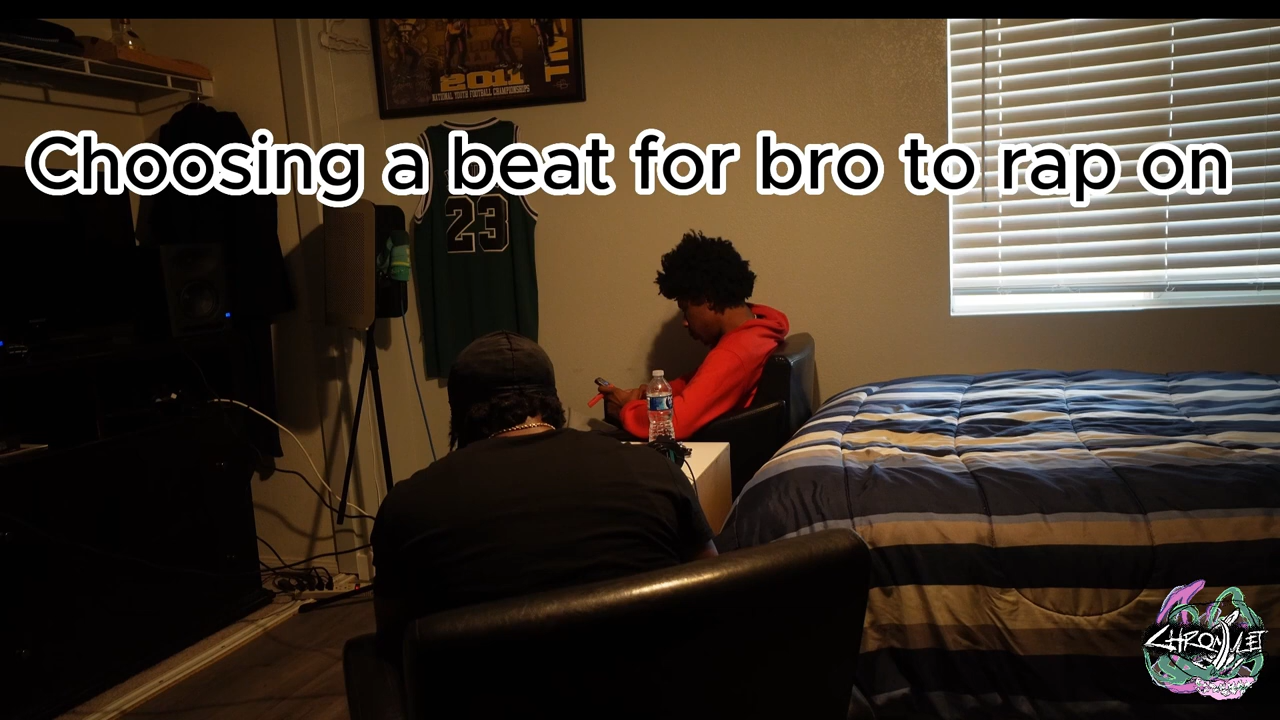 2011
NATIONAL YOUTH FOOTBALL CHAMPIONSHIPS
Choosing a beat for bro to rap on
23